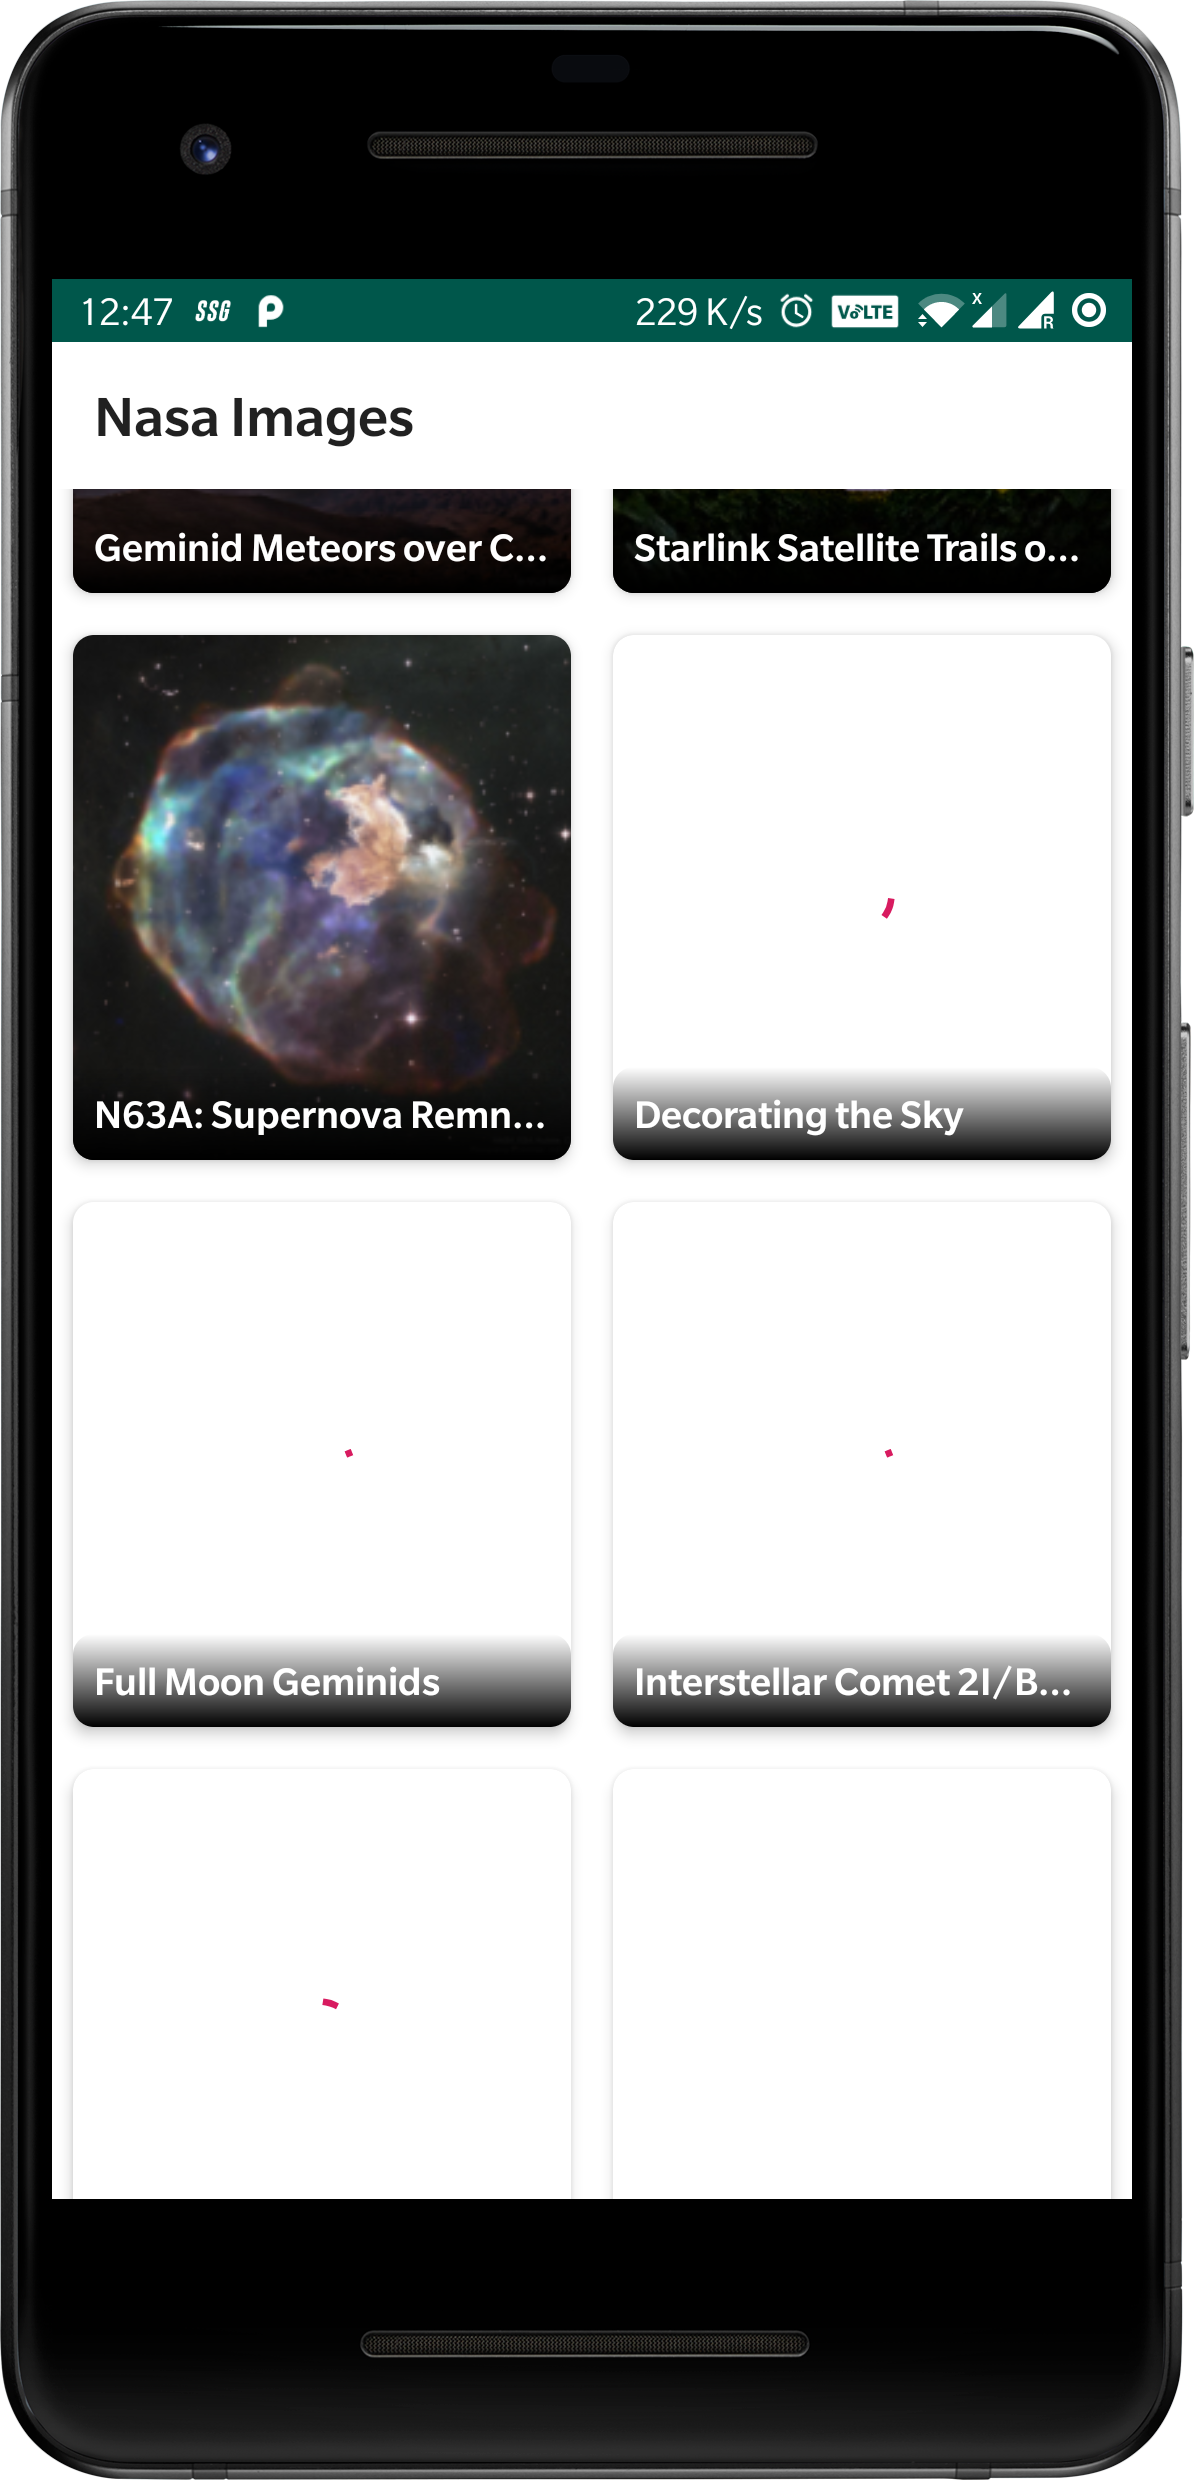 12:47 SSG P 229 K/s VoLTE X R
Nasa Images
Geminid Meteors over C...
Starlink Satellite Trails o...
N63A: Supernova Remn...
Decorating the Sky
Full Moon Geminids
Interstellar Comet 2I/B...